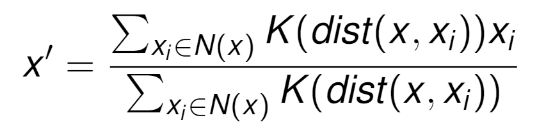 x′ = \frac{\sum_{x_i \in N(x)} K(dist(x, x_i))x_i}{\sum_{x_i \in N(x)} K(dist(x, x_i))}